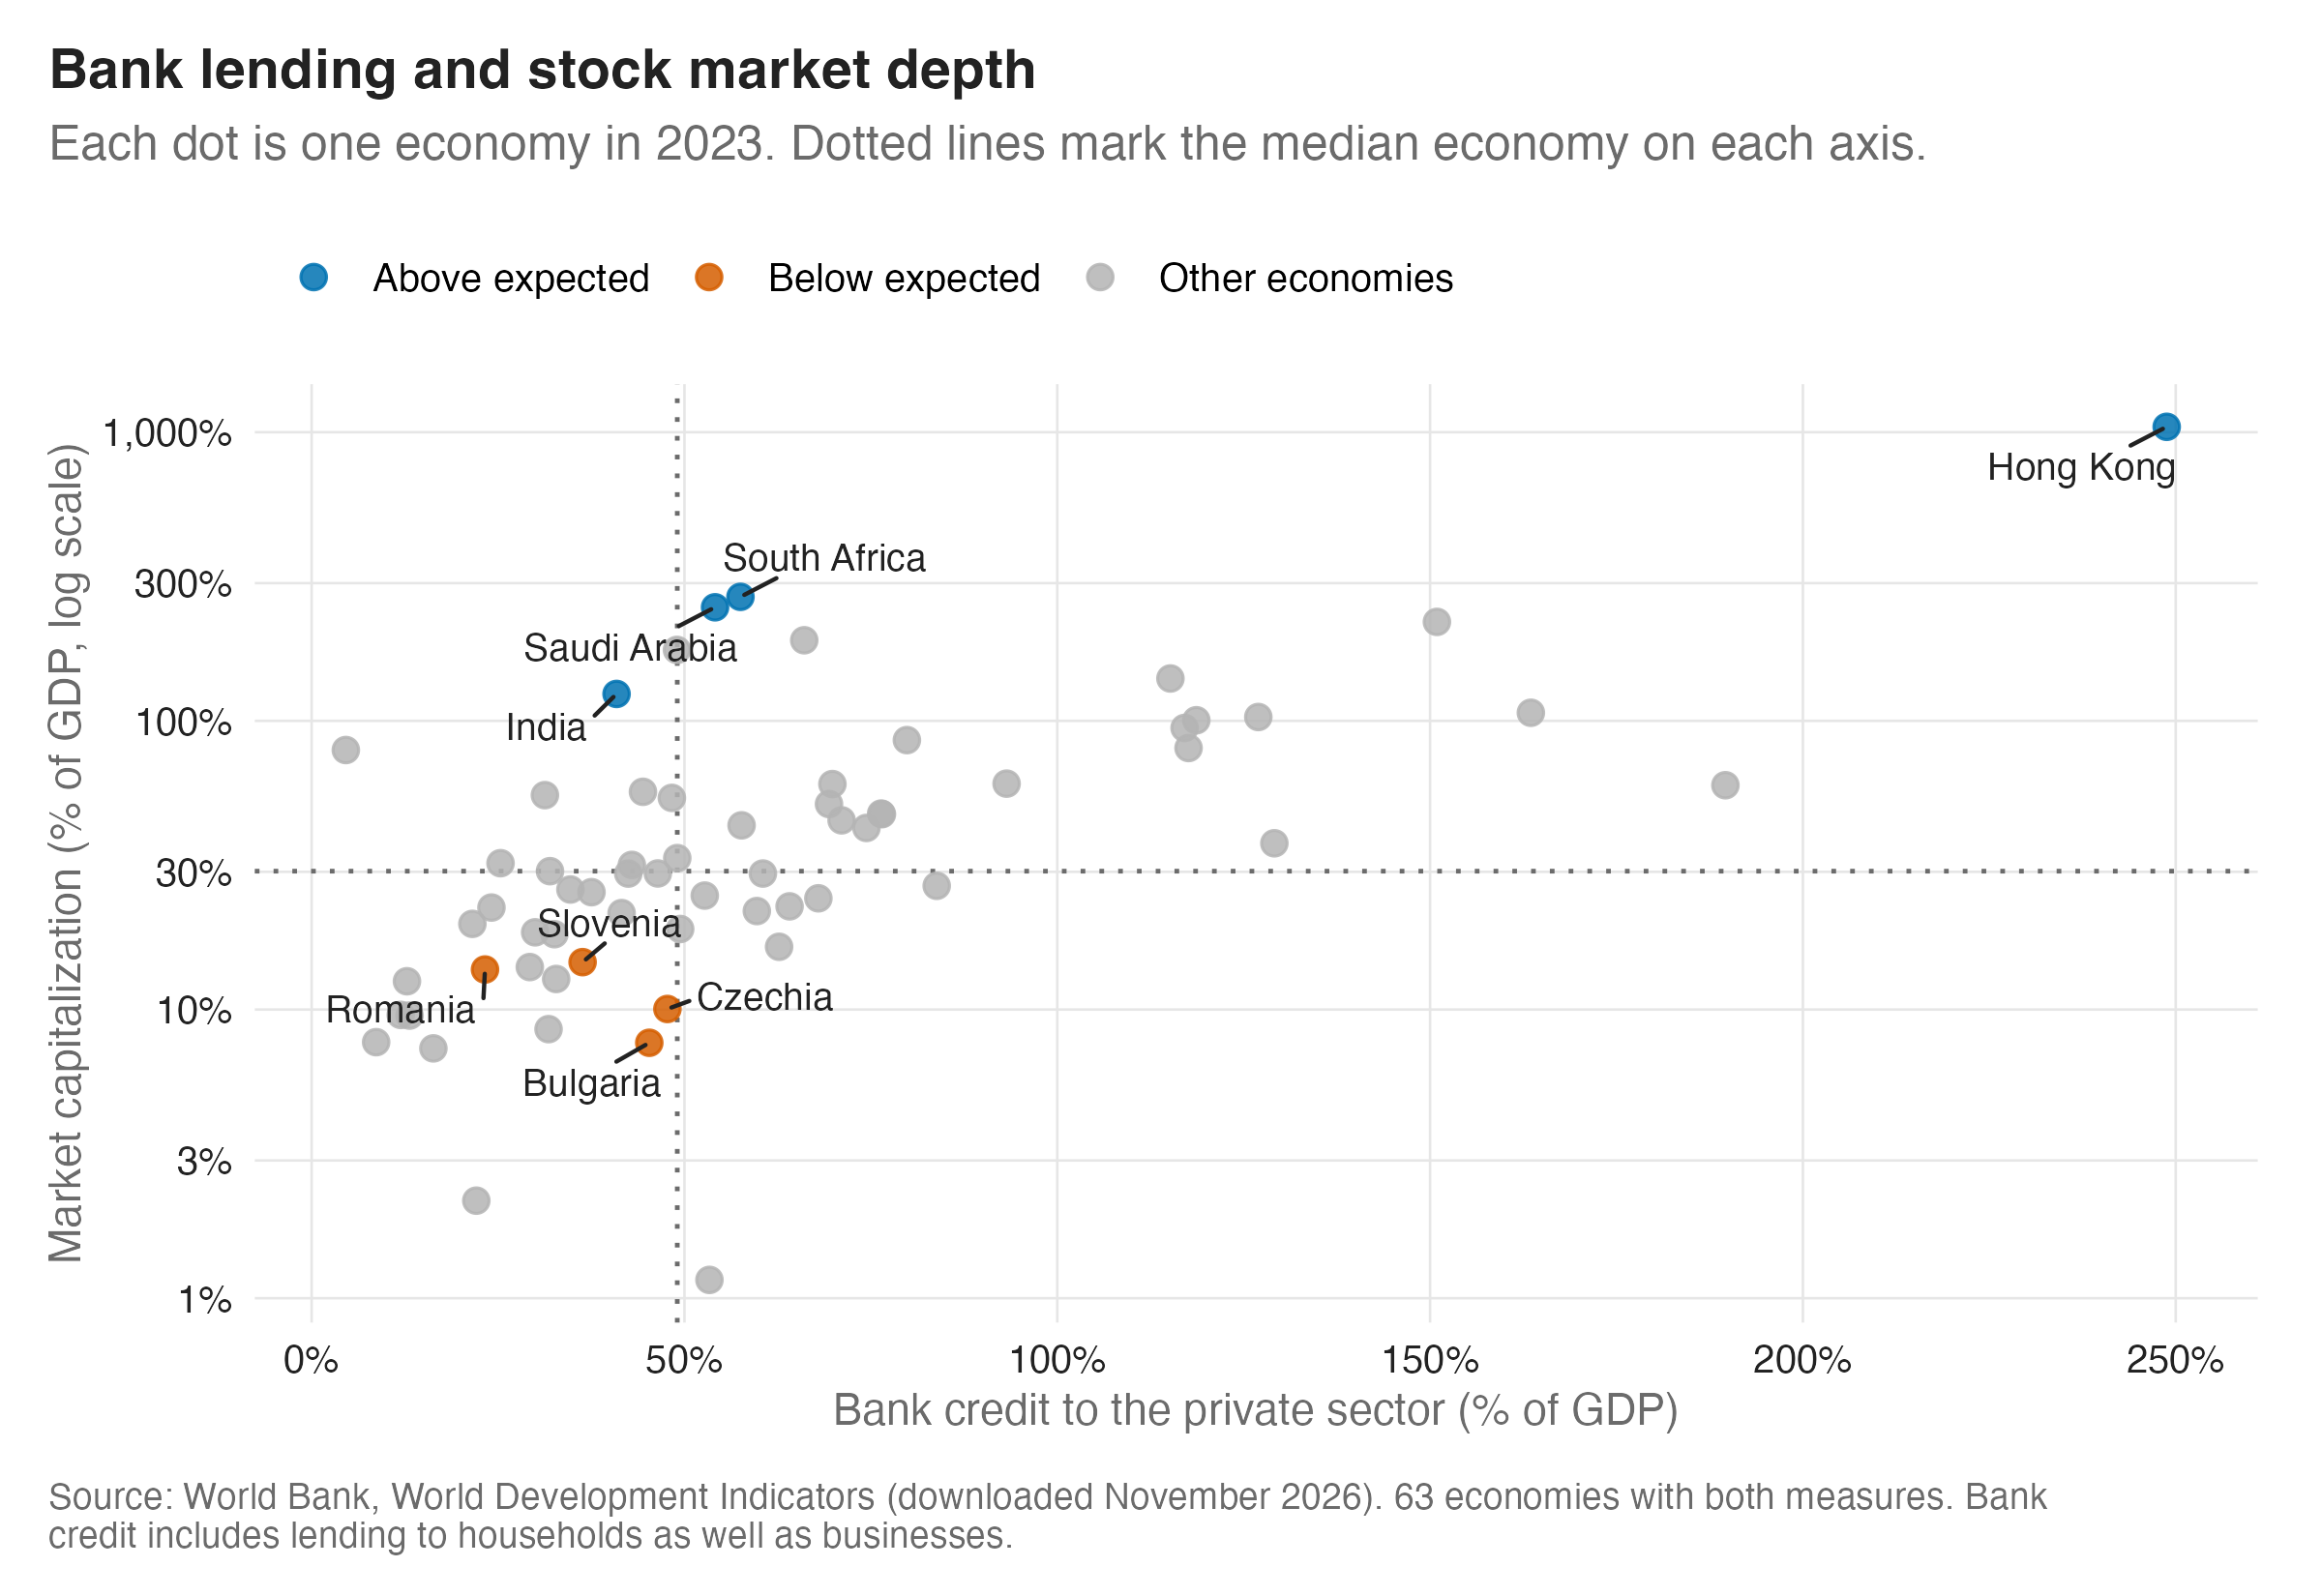 Bank lending and stock market depth
Each dot is one economy in 2023. Dotted lines mark the median economy on each axis.
Above expected
Below expected
Other economies
Market capitalization (% of GDP, log scale)
1,000%
300%
100%
30%
10%
3%
1%
Hong Kong
South Africa
Saudi Arabia
India
Slovenia
Czechia
Romania
Bulgaria
0%
50%
100%
150%
200%
250%
Bank credit to the private sector (% of GDP)
Source: World Bank, World Development Indicators (downloaded November 2026). 63 economies with both measures. Bank
credit includes lending to households as well as businesses.